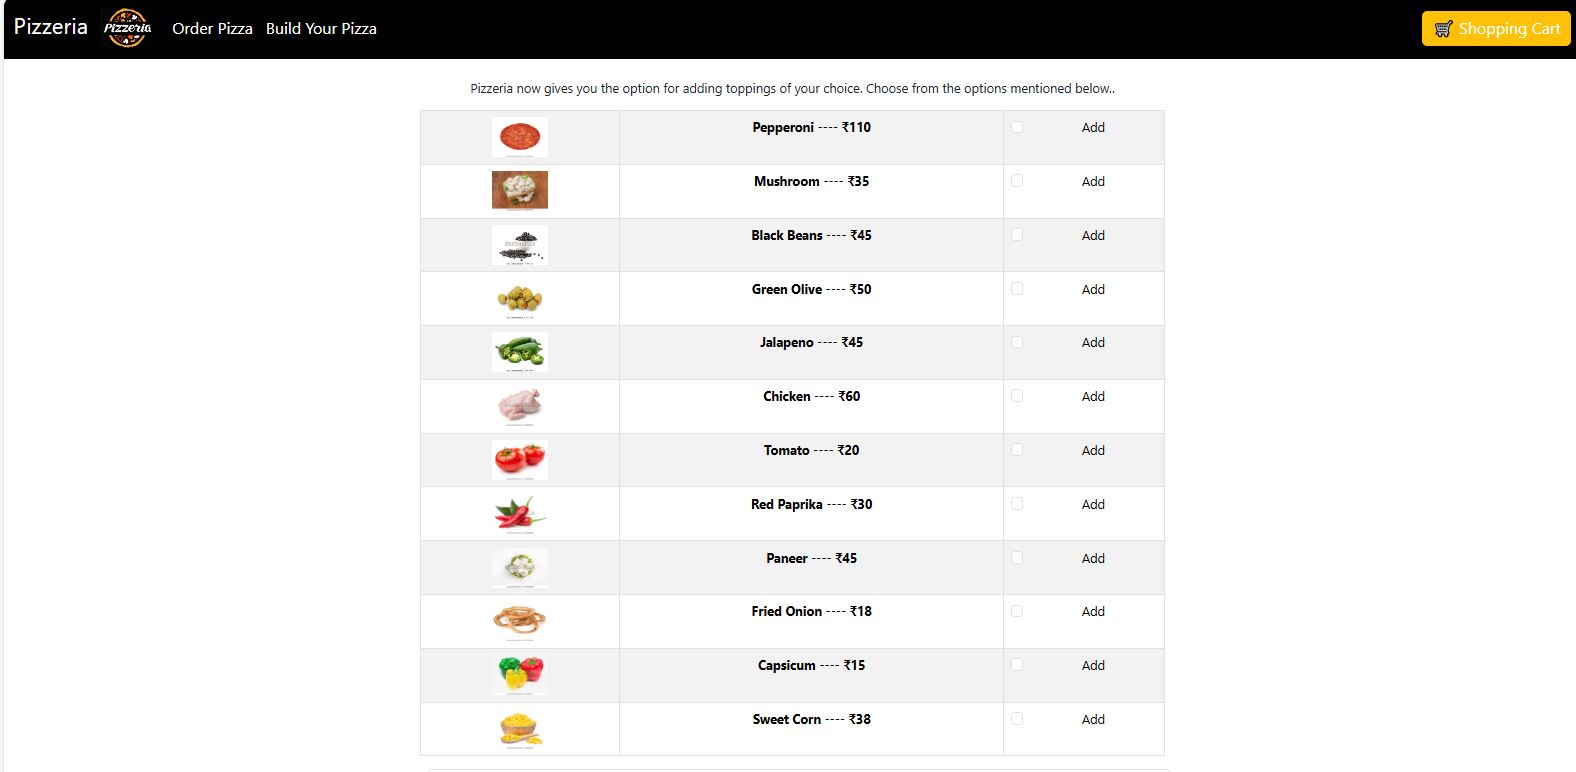 Pizzeria Pizzeria Order Pizza Build Your Pizza Shopping Cart
Pizzeria now gives you the option for adding toppings of your choice. Choose from the options mentioned below..
Pepperoni ---- ₹110 Add
Mushroom ---- ₹35 Add
Black Beans ---- ₹45 Add
Green Olive ---- ₹50 Add
Jalapeno ---- ₹45 Add
Chicken ---- ₹60 Add
Tomato ---- ₹20 Add
Red Paprika ---- ₹30 Add
Paneer ---- ₹45 Add
Fried Onion ---- ₹18 Add
Capsicum ---- ₹15 Add
Sweet Corn ---- ₹38 Add